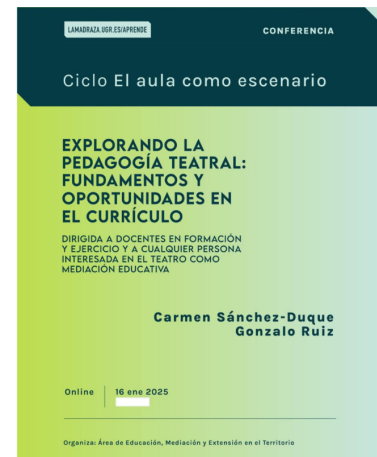 LAMADRAZA.UGR.ES/APRENDE
CONFERENCIA
Ciclo El aula como escenario
EXPLORANDO LA
PEDAGOGÍA TEATRAL:
FUNDAMENTOS Y
OPORTUNIDADES EN
EL CURRÍCULO
DIRIGIDA A DOCENTES EN FORMACIÓN
Y EJERCICIO Y A CUALQUIER PERSONA
INTERESADA EN EL TEATRO COMO
MEDIACIÓN EDUCATIVA
Carmen Sánchez-Duque
Gonzalo Ruiz
Online
16 ene 2025
Organiza: Área de Educación, Mediación y Extensión en el Territorio